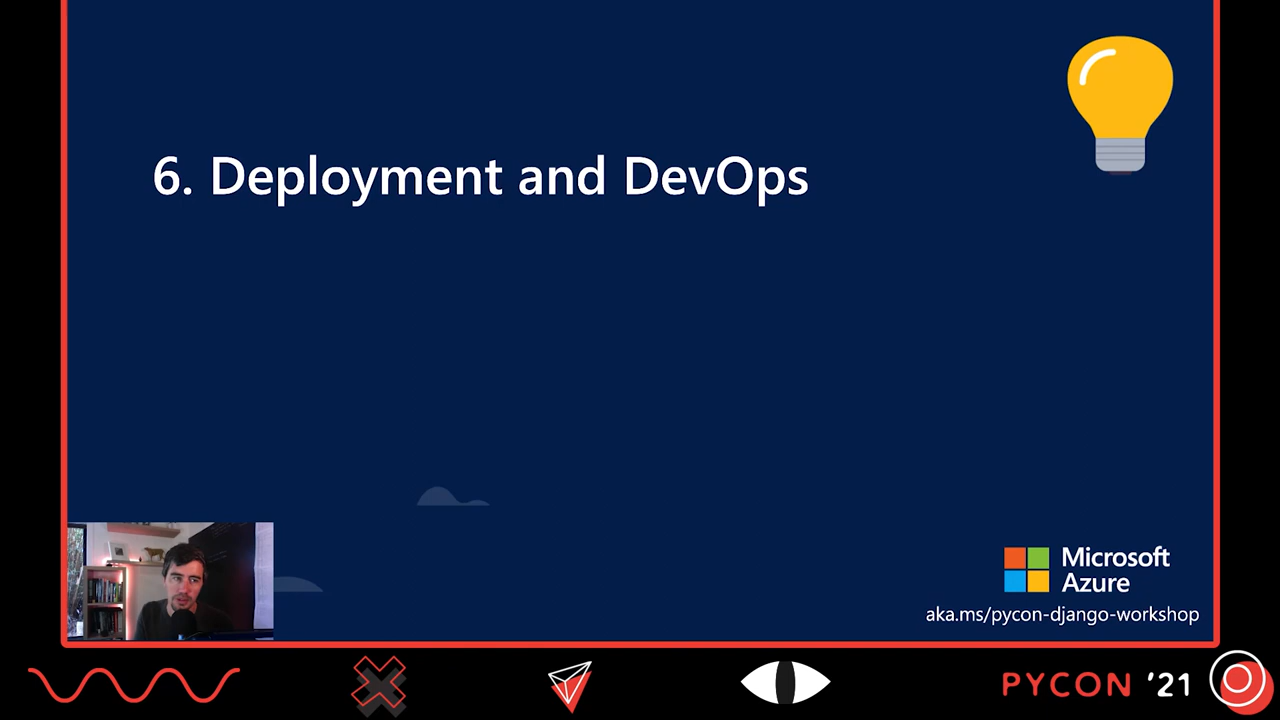 6. Deployment and DevOps
Microsoft
Azure
aka.ms/pycon-django-workshop
PYCON '21